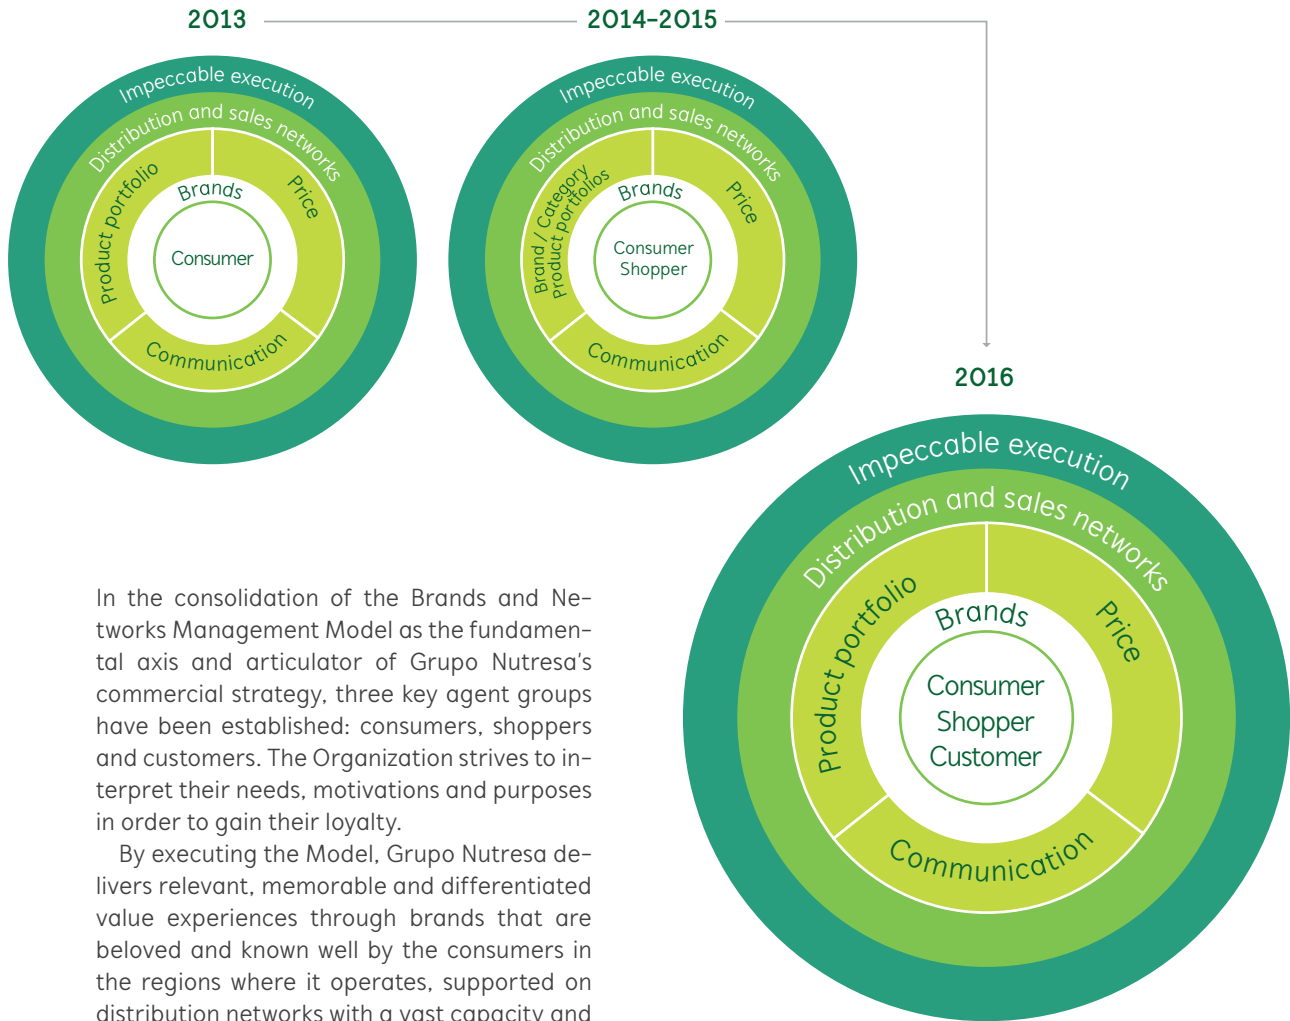 2013
2014–2015
Impeccable execution
Distribution and sales networks
Product portfolio
Price
Brands
Consumer
Communication
Impeccable execution
Distribution and sales networks
Brand / Category
Product portfolios
Price
Brands
Consumer
Shopper
Communication
2016
Impeccable execution
Distribution and sales networks
Product portfolio
Price
Brands
Consumer
Shopper
Customer
Communication
In the consolidation of the Brands and Ne-
tworks Management Model as the fundamen-
tal axis and articulator of Grupo Nutresa's
commercial strategy, three key agent groups
have been established: consumers, shoppers
and customers. The Organization strives to in-
terpret their needs, motivations and purposes
in order to gain their loyalty.
By executing the Model, Grupo Nutresa de-
livers relevant, memorable and differentiated
value experiences through brands that are
beloved and known well by the consumers in
the regions where it operates, supported on
distribution networks with a vast capacity and